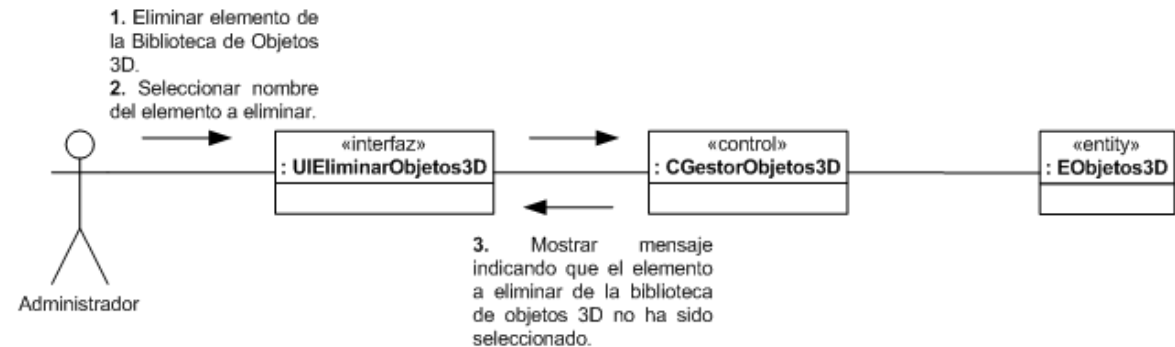 1. Eliminar elemento de
la Biblioteca de Objetos
3D.
2. Seleccionar nombre
del elemento a eliminar.
«interfaz»
: UIEliminarObjetos3D
«control»
: CGestorObjetos3D
«entity»
: EObjetos3D
3. Mostrar mensaje
indicando que el elemento
a eliminar de la biblioteca
de objetos 3D no ha sido
seleccionado.
Administrador